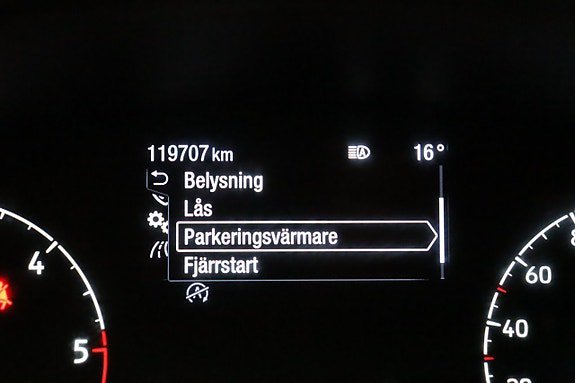 119707 km A 16°
Belysning
Lås
Parkeringsvärmare
Fjärrstart
A
4
5
60
40